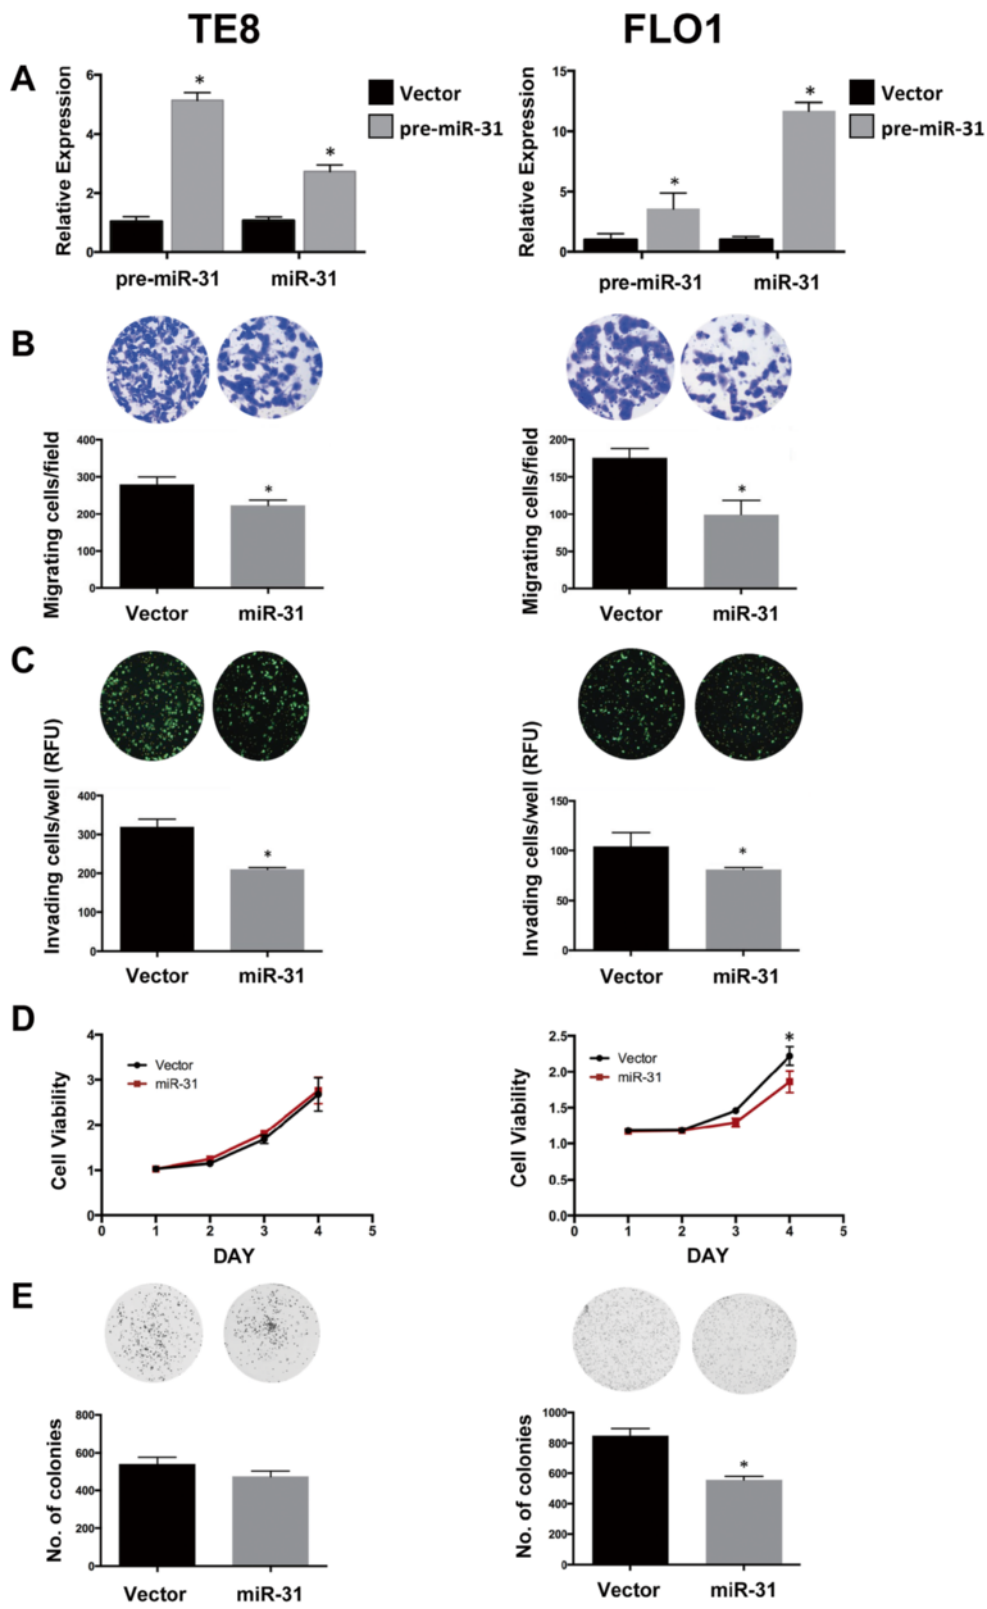 TE8
FLO1
A
Relative Expression
6
4
2
0
*
*
pre-miR-31
miR-31
Vector
pre-miR-31
Relative Expression
15
10
5
0
*
*
pre-miR-31
miR-31
Vector
pre-miR-31
B
Migrating cells/field
400
300
200
100
0
*
Vector
miR-31
Migrating cells/field
200
150
100
50
0
*
Vector
miR-31
C
Invading cells/well (RFU)
400
300
200
100
0
*
Vector
miR-31
Invading cells/well (RFU)
150
100
50
0
*
Vector
miR-31
D
Cell Viability
4
3
2
1
0
Vector
miR-31
0 1 2 3 4 5
DAY
Cell Viability
2.5
2.0
1.5
1.0
0.5
0.0
Vector
miR-31
*
0 1 2 3 4 5
DAY
E
No. of colonies
800
600
400
200
0
Vector
miR-31
No. of colonies
1000
800
600
400
200
0
*
Vector
miR-31